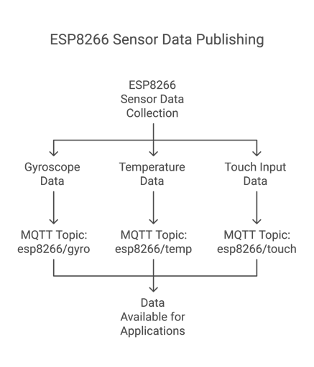 ESP8266 Sensor Data Publishing
ESP8266
Sensor Data
Collection
Gyroscope
Data
Temperature
Data
Touch Input
Data
MQTT Topic:
esp8266/gyro
MQTT Topic:
esp8266/temp
MQTT Topic:
esp8266/touch
Data
Available for
Applications